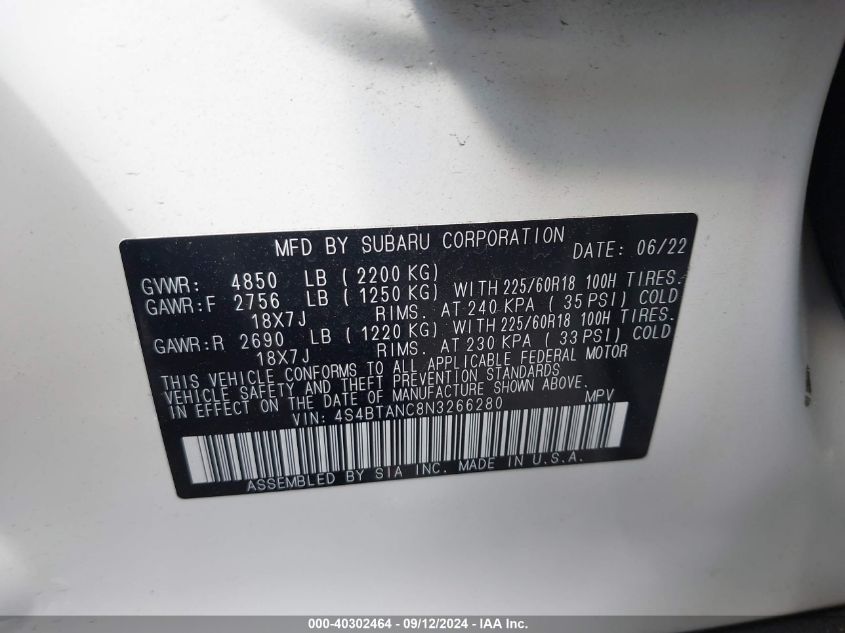 MFD BY SUBARU CORPORATION DATE: 06/22
GVWR: 4850 LB ( 2200 KG)
GAWR:F 2756 LB ( 1250 KG) WITH 225/60R18 100H TIRES.
18X7J RIMS. AT 240 KPA ( 35 PSI) COLD
GAWR:R 2690 LB ( 1220 KG) WITH 225/60R18 100H TIRES.
18X7J RIMS. AT 230 KPA ( 33 PSI) COLD
THIS VEHICLE CONFORMS TO ALL APPLICABLE FEDERAL MOTOR
VEHICLE SAFETY AND THEFT PREVENTION STANDARDS
IN EFFECT ON THE DATE OF MANUFACTURE SHOWN ABOVE.
VIN: 4S4BTANC8N3266280 MPV
ASSEMBLED BY SIA INC. MADE IN U.S.A.
000-40302464 - 09/12/2024 - © IAA Inc.